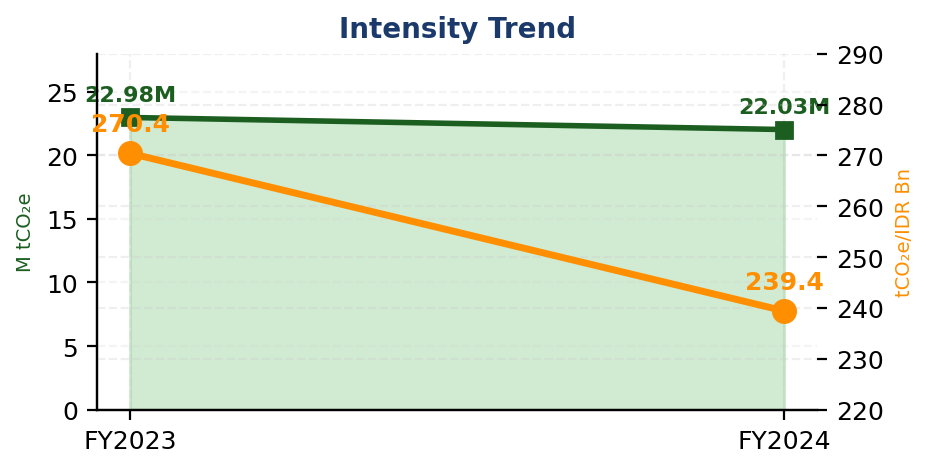 Intensity Trend
M tCO₂e
25
20
15
10
5
0
22.98M
270.4
22.03M
239.4
290
280
270
260
250
240
230
220
tCO₂e/IDR Bn
FY2023
FY2024